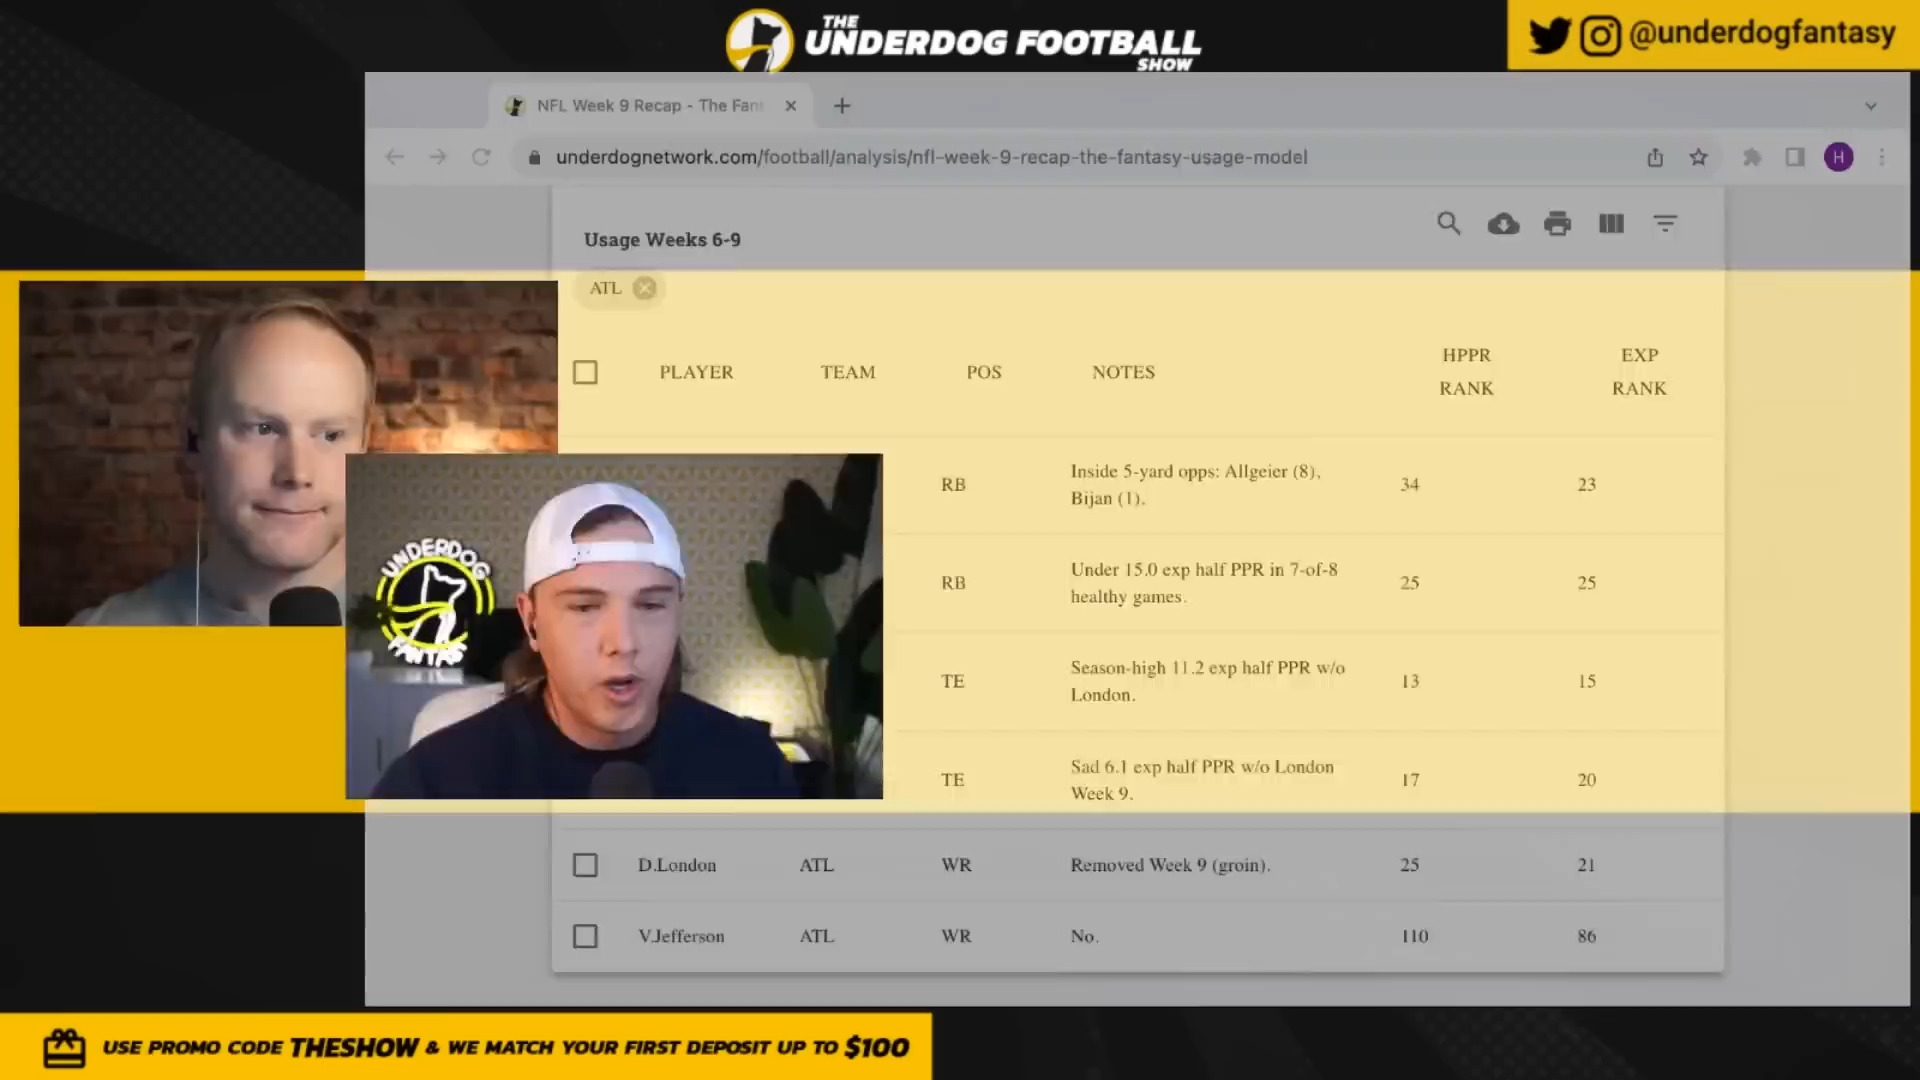 THE
UNDERDOG FOOTBALL
SHOW
@underdogfantasy
NFL Week 9 Recap - The Fant
underdognetwork.com/football/analysis/nfl-week-9-recap-the-fantasy-usage-model
H
Usage Weeks 6-9
ATL
PLAYER TEAM POS NOTES HPPR RANK EXP RANK
RB Inside 5-yard opps: Allgeier (8), 34 23
Bijan (1).
RB Under 15.0 exp half PPR in 7-of-8 25 25
healthy games.
TE Season-high 11.2 exp half PPR w/o 13 15
London.
TE Sad 6.1 exp half PPR w/o London 17 20
Week 9.
D.London ATL WR Removed Week 9 (groin). 25 21
V.Jefferson ATL WR No. 110 86
UNDERDOG
FANTAS
USE PROMO CODE THESHOW & WE MATCH YOUR FIRST DEPOSIT UP TO $100